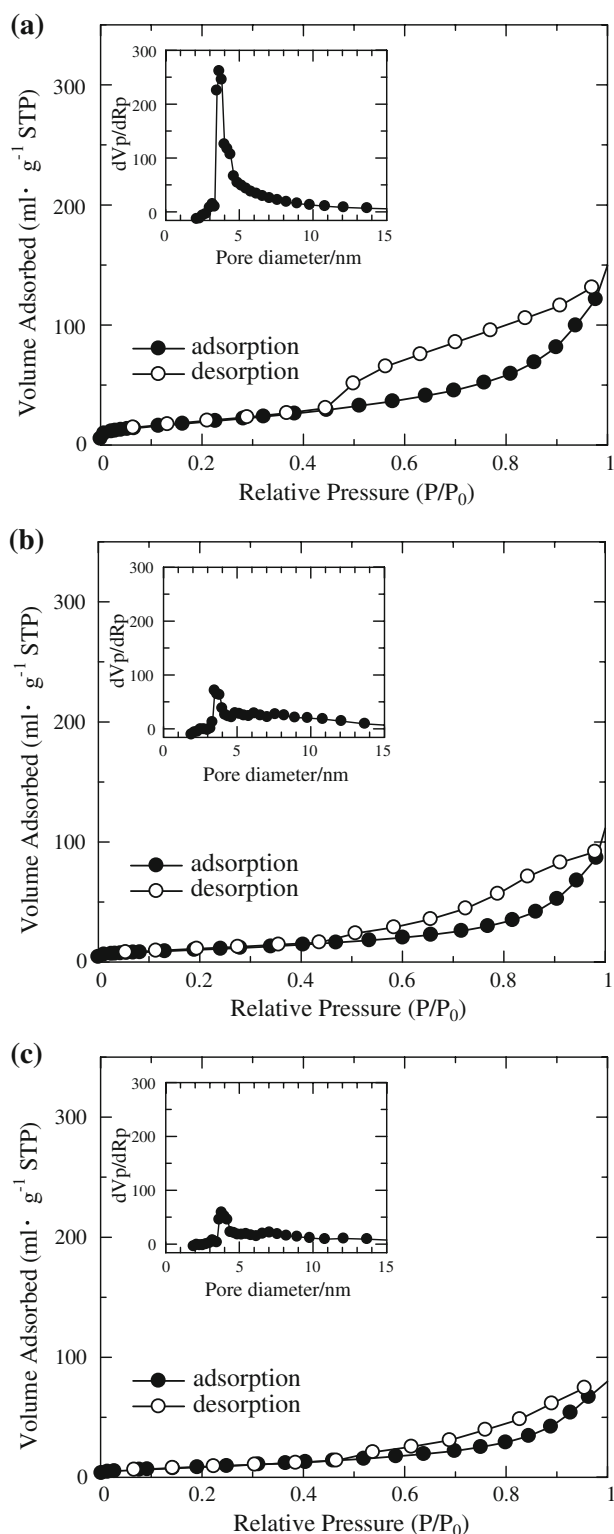 (a)
300
200
100
0
Volume Adsorbed (ml· g-1 STP)
300
200
100
0
dVp/dRp
0
5
10
15
Pore diameter/nm
adsorption
desorption
0
0.2
0.4
0.6
0.8
1
Relative Pressure (P/P0)
(b)
300
200
100
0
Volume Adsorbed (ml· g-1 STP)
300
200
100
0
dVp/dRp
0
5
10
15
Pore diameter/nm
adsorption
desorption
0
0.2
0.4
0.6
0.8
1
Relative Pressure (P/P0)
(c)
300
200
100
0
Volume Adsorbed (ml· g-1 STP)
300
200
100
0
dVp/dRp
0
5
10
15
Pore diameter/nm
adsorption
desorption
0
0.2
0.4
0.6
0.8
1
Relative Pressure (P/P0)